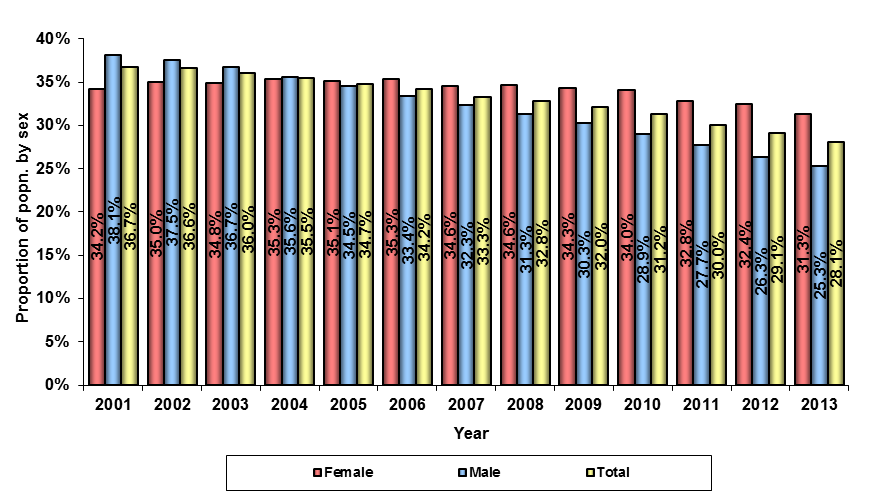 Proportion of popn. by sex
40%
35%
30%
25%
20%
15%
10%
5%
0%
34.2% 38.1% 36.7%
35.0% 37.5% 36.6%
34.8% 36.7% 36.0%
35.3% 35.6% 35.5%
35.1% 34.5% 34.7%
35.3% 33.4% 34.2%
34.6% 32.3% 33.3%
34.6% 31.3% 32.8%
34.3% 30.3% 32.0%
34.0% 28.9% 31.2%
32.8% 27.7% 30.0%
32.4% 26.3% 29.1%
31.3% 25.3% 28.1%
2001 2002 2003 2004 2005 2006 2007 2008 2009 2010 2011 2012 2013
Year
Female Male Total